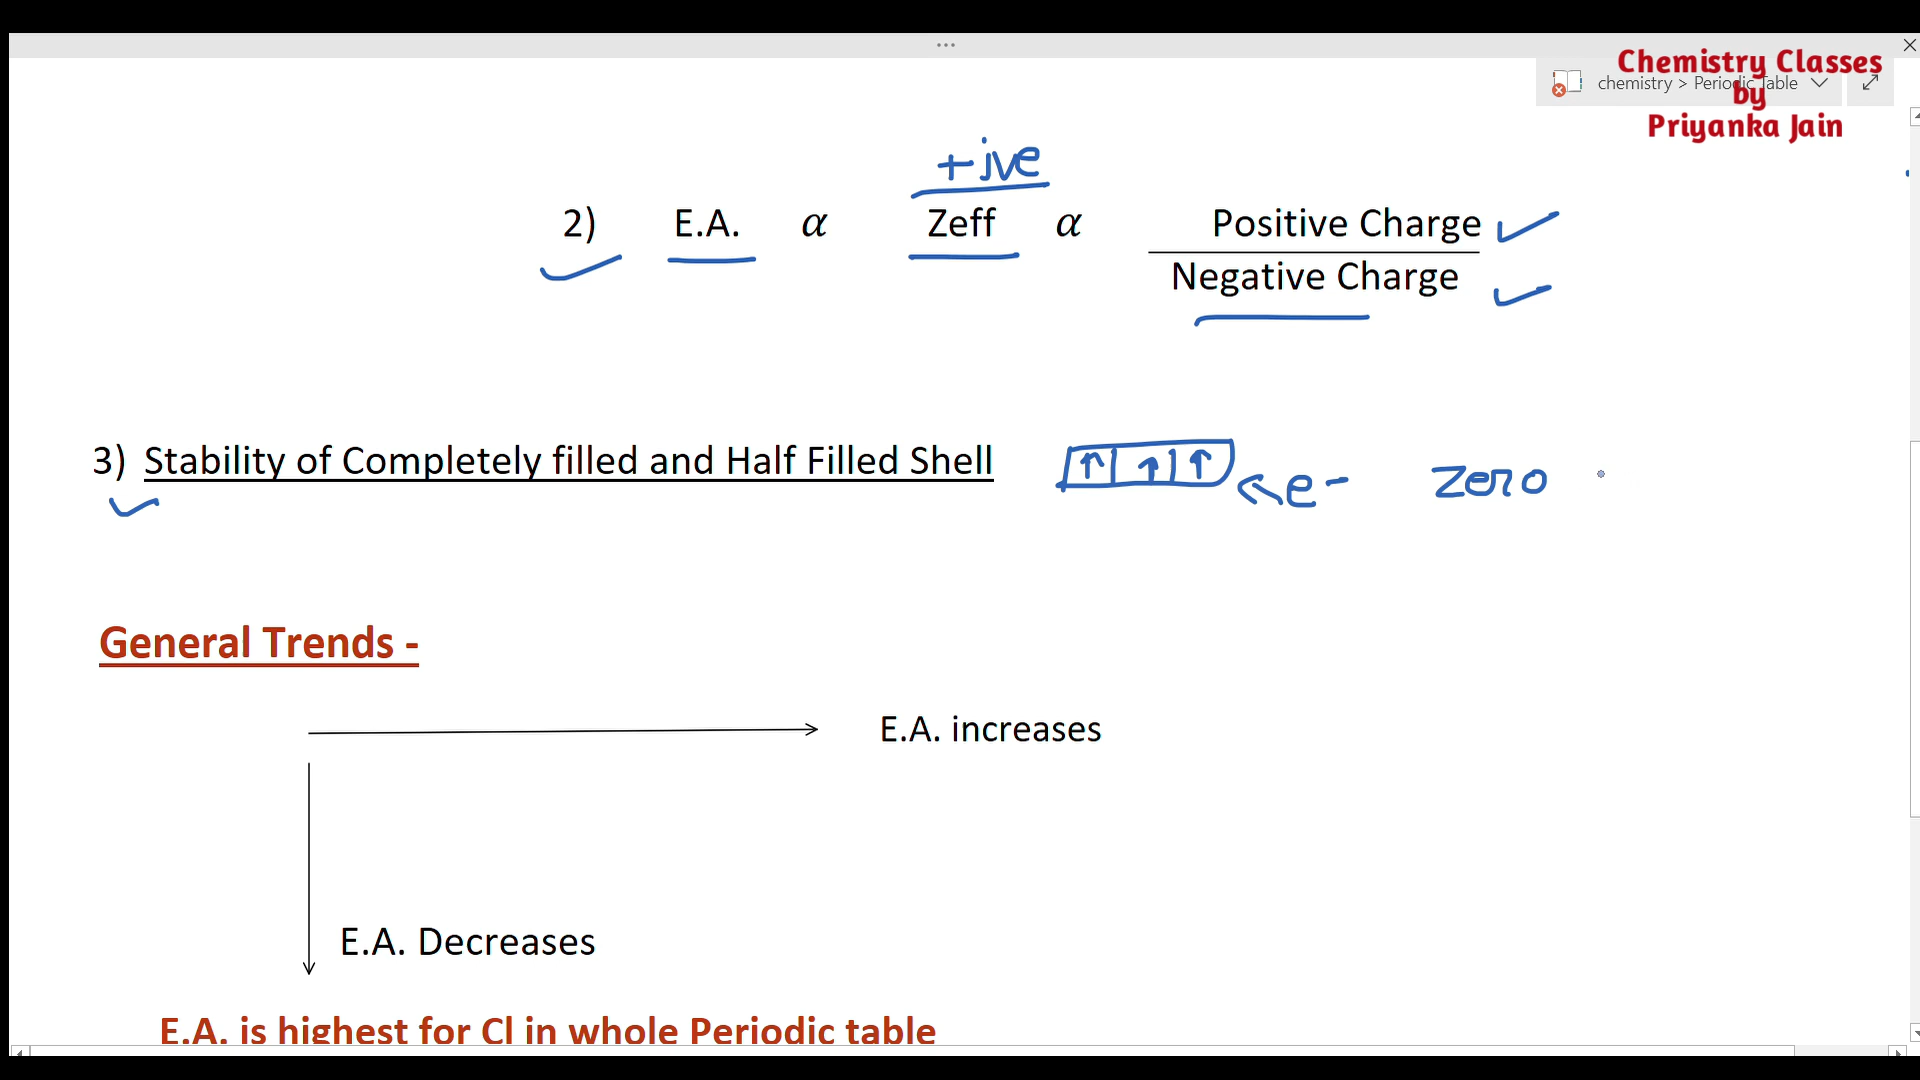 Chemistry Classes
chemistry > Periodic Table
by
Priyanka Jain
+ive
2) E.A. α Zeff α Positive Charge
Negative Charge
3) Stability of Completely filled and Half Filled Shell ↑ ↑ ↑ e- zero
General Trends -
E.A. increases
E.A. Decreases
E.A. is highest for Cl in whole Periodic table